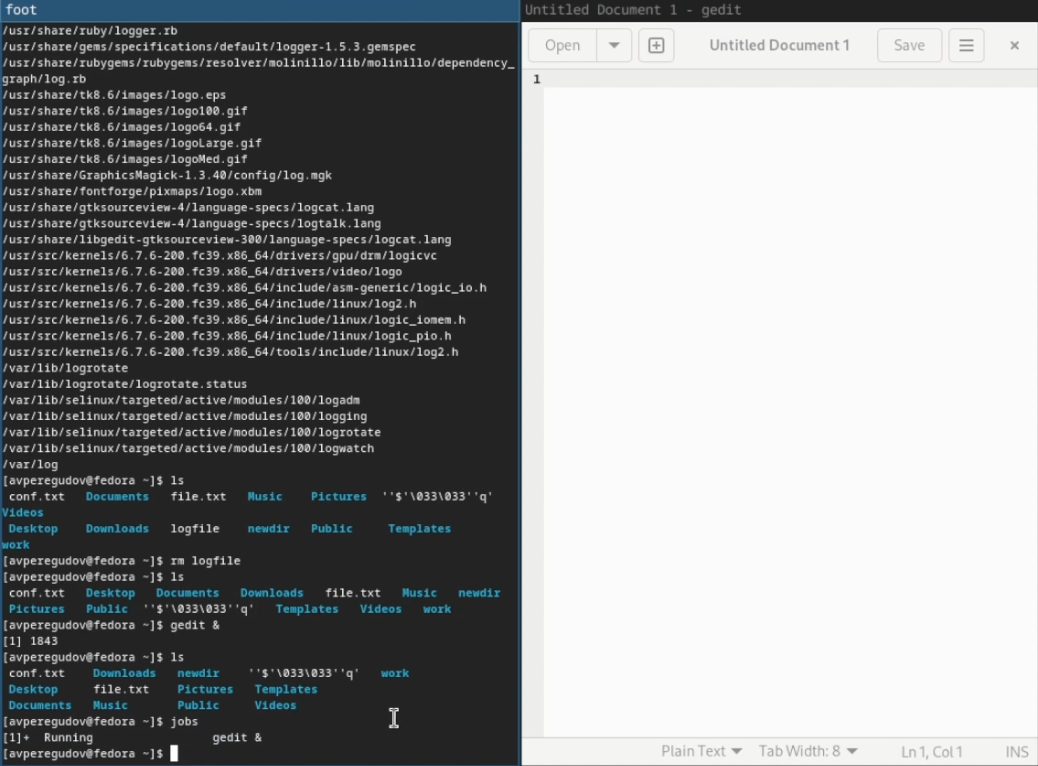 foot
/usr/share/ruby/logger.rb
/usr/share/gems/specifications/default/logger-1.5.3.gemspec
/usr/share/rubygems/rubygems/resolver/molinillo/lib/molinillo/dependency_
graph/log.rb
/usr/share/tk8.6/images/logo.eps
/usr/share/tk8.6/images/logo100.gif
/usr/share/tk8.6/images/logo64.gif
/usr/share/tk8.6/images/logoLarge.gif
/usr/share/tk8.6/images/logoMed.gif
/usr/share/GraphicsMagick-1.3.40/config/log.mgk
/usr/share/fontforge/pixmaps/logo.xbm
/usr/share/gtksourceview-4/language-specs/logcat.lang
/usr/share/gtksourceview-4/language-specs/logtalk.lang
/usr/share/libgedit-gtksourceview-300/language-specs/logcat.lang
/usr/src/kernels/6.7.6-200.fc39.x86_64/drivers/gpu/drm/logicvc
/usr/src/kernels/6.7.6-200.fc39.x86_64/drivers/video/logo
/usr/src/kernels/6.7.6-200.fc39.x86_64/include/asm-generic/logic_io.h
/usr/src/kernels/6.7.6-200.fc39.x86_64/include/linux/log2.h
/usr/src/kernels/6.7.6-200.fc39.x86_64/include/linux/logic_iomem.h
/usr/src/kernels/6.7.6-200.fc39.x86_64/include/linux/logic_pio.h
/usr/src/kernels/6.7.6-200.fc39.x86_64/tools/include/linux/log2.h
/var/lib/logrotate
/var/lib/logrotate/logrotate.status
/var/lib/selinux/targeted/active/modules/100/logadm
/var/lib/selinux/targeted/active/modules/100/logging
/var/lib/selinux/targeted/active/modules/100/logrotate
/var/lib/selinux/targeted/active/modules/100/logwatch
/var/log
[avperegudov@fedora ~]$ ls
conf.txt Documents file.txt Music Pictures ''$'\033\033''q'
Videos
Desktop Downloads logfile newdir Public Templates
work
[avperegudov@fedora ~]$ rm logfile
[avperegudov@fedora ~]$ ls
conf.txt Desktop Documents Downloads file.txt Music newdir
Pictures Public ''$'\033\033''q' Templates Videos work
[avperegudov@fedora ~]$ gedit &
[1] 1843
[avperegudov@fedora ~]$ ls
conf.txt Downloads newdir ''$'\033\033''q' work
Desktop file.txt Pictures Templates
Documents Music Public Videos
[avperegudov@fedora ~]$ jobs
[1]+ Running gedit &
[avperegudov@fedora ~]$
Untitled Document 1 - gedit
Open Untitled Document 1 Save
1
Plain Text Tab Width: 8 Ln 1, Col 1 INS